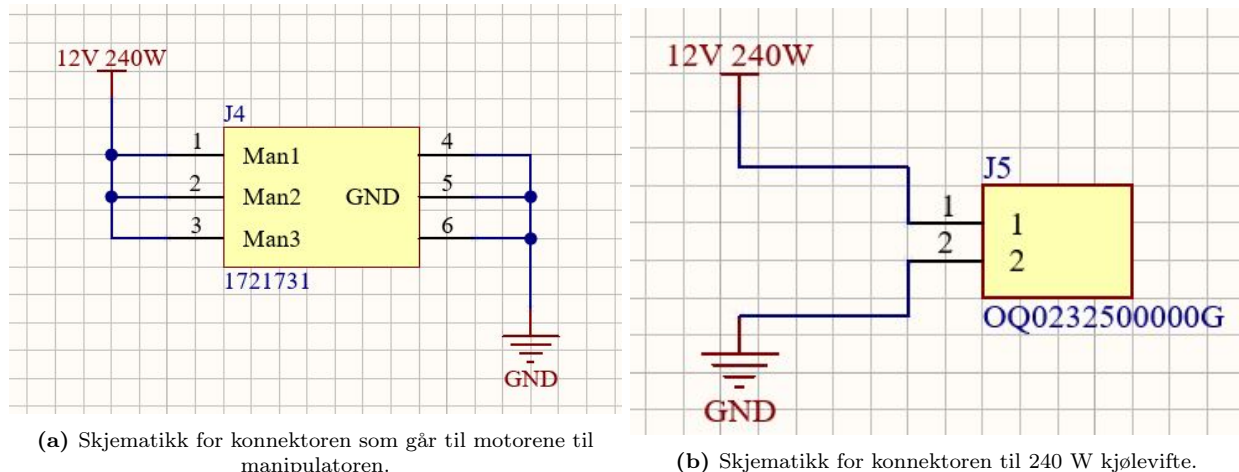 12V 240W
J4
1 Man1 4
2 Man2 GND 5
3 Man3 6
1721731
GND
(a) Skjematikk for konnektoren som går til motorene til
manipulatoren.
12V 240W
J5
1 1
2 2
OQ0232500000G
GND
(b) Skjematikk for konnektoren til 240 W kjølevifte.